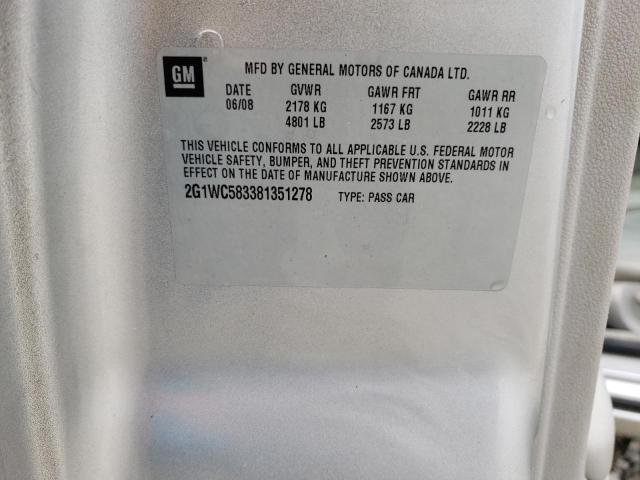 GM
MFD BY GENERAL MOTORS OF CANADA LTD.
DATE GVWR GAWR FRT GAWR RR
06/08 2178 KG 1167 KG 1011 KG
4801 LB 2573 LB 2228 LB
THIS VEHICLE CONFORMS TO ALL APPLICABLE U.S. FEDERAL MOTOR
VEHICLE SAFETY, BUMPER, AND THEFT PREVENTION STANDARDS IN
EFFECT ON THE DATE OF MANUFACTURE SHOWN ABOVE.
2G1WC583381351278 TYPE: PASS CAR